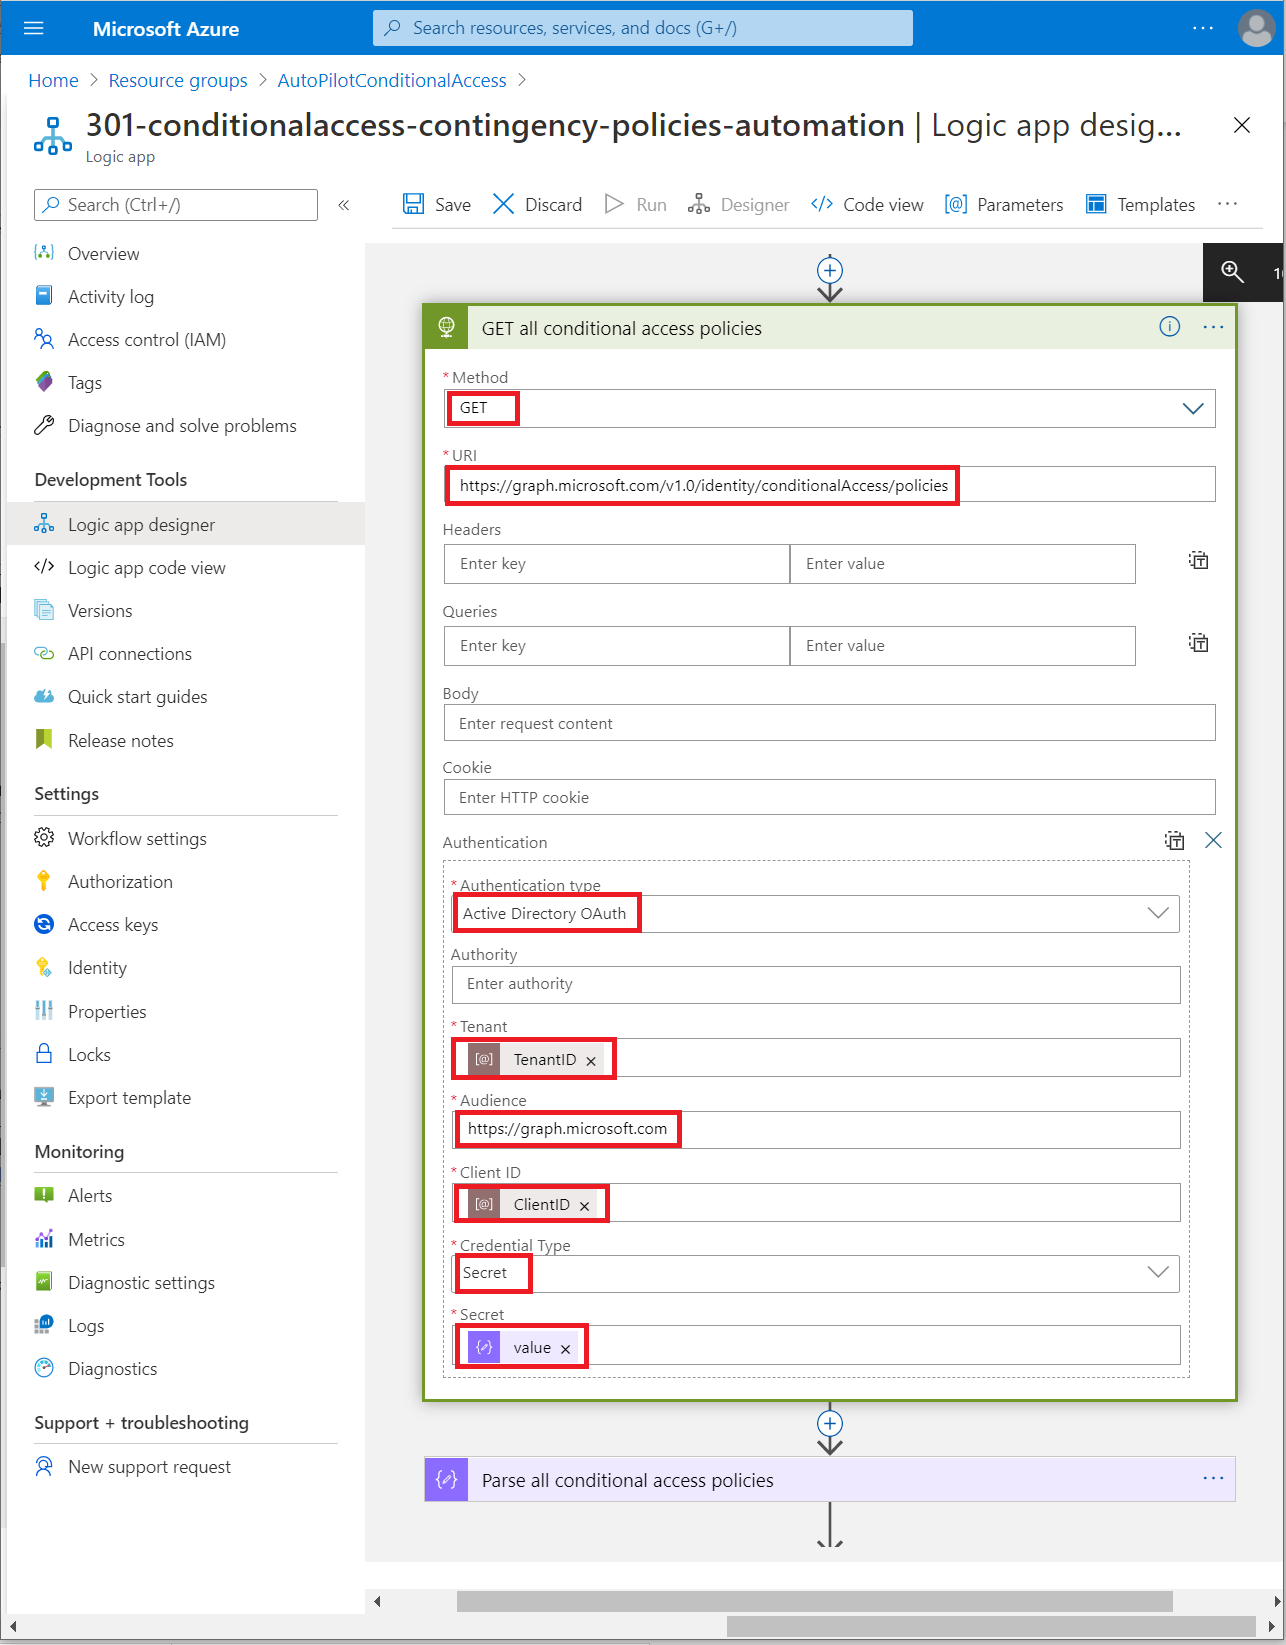 Microsoft Azure
Search resources, services, and docs (G+/)
Home > Resource groups > AutoPilotConditionalAccess >
301-conditionalaccess-contingency-policies-automation | Logic app desig...
Logic app
Search (Ctrl+/)
«
Save
Discard
Run
Designer
Code view
Parameters
Templates
Overview
Activity log
Access control (IAM)
Tags
Diagnose and solve problems
Development Tools
Logic app designer
Logic app code view
Versions
API connections
Quick start guides
Release notes
Settings
Workflow settings
Authorization
Access keys
Identity
Properties
Locks
Export template
Monitoring
Alerts
Metrics
Diagnostic settings
Logs
Diagnostics
Support + troubleshooting
New support request
GET all conditional access policies
* Method
GET
* URI
https://graph.microsoft.com/v1.0/identity/conditionalAccess/policies
Headers
Enter key
Enter value
Queries
Enter key
Enter value
Body
Enter request content
Cookie
Enter HTTP cookie
Authentication
* Authentication type
Active Directory OAuth
Authority
Enter authority
* Tenant
TenantID ×
* Audience
https://graph.microsoft.com
* Client ID
ClientID ×
* Credential Type
Secret
* Secret
value ×
Parse all conditional access policies